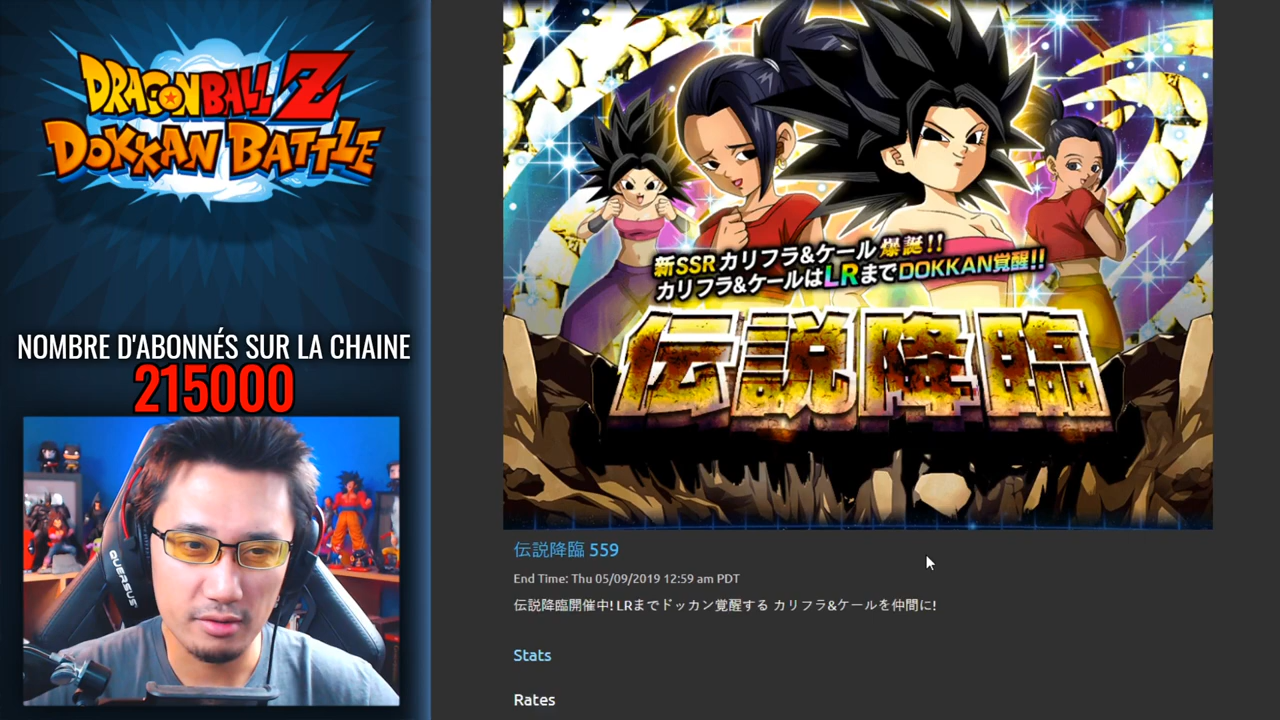 DRAGONBALL Z
DOKKAN BATTLE
NOMBRE D'ABONNÉS SUR LA CHAINE
215000
QUERSUS
新SSR カリフラ&ケール 爆誕!!
カリフラ&ケールはLRまでDOKKAN覚醒!!
伝説降臨
伝説降臨 559
End Time: Thu 05/09/2019 12:59 am PDT
伝説降臨開催中! LRまでドッカン覚醒する カリフラ&ケールを仲間に!
Stats
Rates